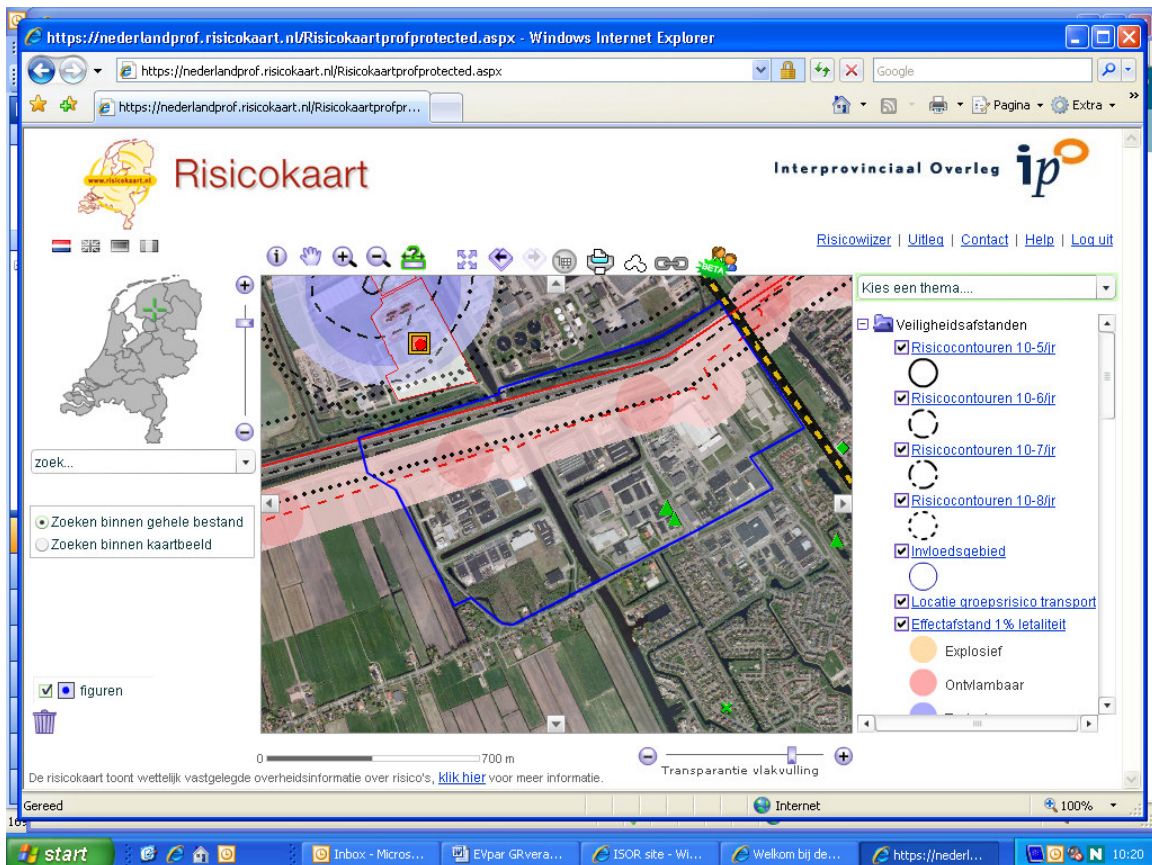 https://nederlandprof.risicokaart.nl/Risicokaartprofprotected.aspx - Windows Internet Explorer
https://nederlandprof.risicokaart.nl/Risicokaartprofprotected.aspx
Google
https://nederlandprof.risicokaart.nl/Risicokaartprofpr...
Pagina
Extra
www.risicokaart.nl
Risicokaart
Interprovinciaal Overleg ipo
Risicowijzer | Uitleg | Contact | Help | Log uit
BETA
Kies een thema....
Veiligheidsafstanden
Risicocontouren 10-5/jr
Risicocontouren 10-6/jr
Risicocontouren 10-7/jr
Risicocontouren 10-8/jr
Invloedsgebied
Locatie groepsrisico transport
Effectafstand 1% letaliteit
Explosief
Ontvlambaar
zoek...
Zoeken binnen gehele bestand
Zoeken binnen kaartbeeld
figuren
0 700 m
Transparantie vlakvulling
De risicokaart toont wettelijk vastgelegde overheidsinformatie over risico's, klik hier voor meer informatie.
Gereed
Internet
100%
start
Inbox - Micros...
EVpar GRvera...
ISOR site - Wi...
Welkom bij de...
https://nederl...
10:20